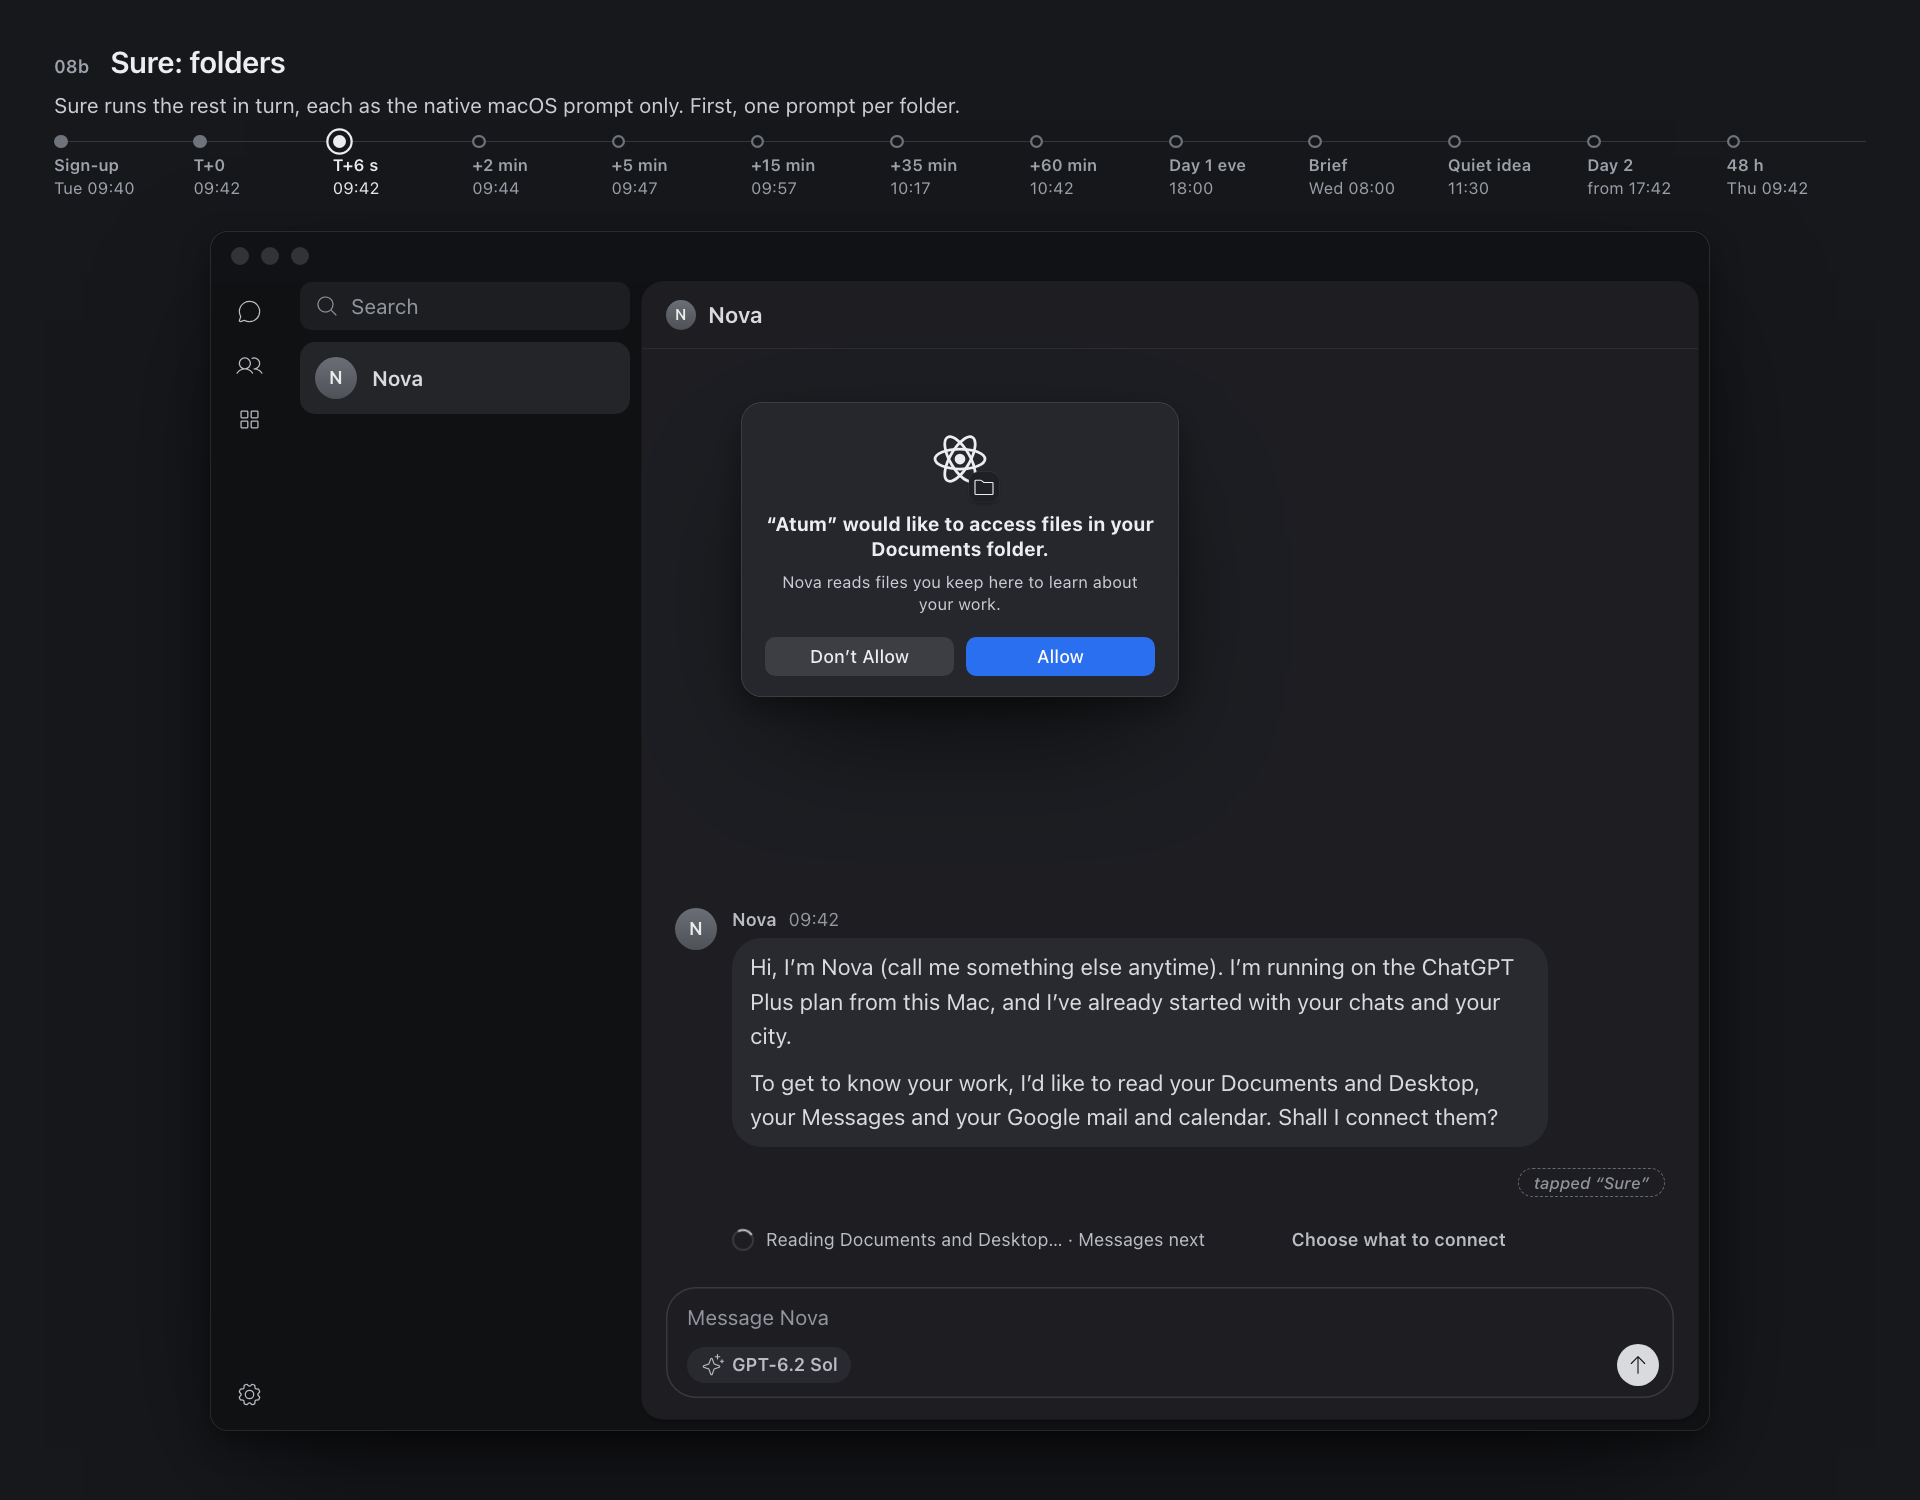 08b Sure: folders
Sure runs the rest in turn, each as the native macOS prompt only. First, one prompt per folder.
Sign-up T+0 T+6 s +2 min +5 min +15 min +35 min +60 min Day 1 eve Brief Quiet idea Day 2 48 h
Tue 09:40 09:42 09:42 09:44 09:47 09:57 10:17 10:42 18:00 Wed 08:00 11:30 from 17:42 Thu 09:42
Search
N Nova
N Nova
“Atum” would like to access files in your
Documents folder.
Nova reads files you keep here to learn about
your work.
Don’t Allow Allow
N Nova 09:42
Hi, I’m Nova (call me something else anytime). I’m running on the ChatGPT
Plus plan from this Mac, and I’ve already started with your chats and your
city.
To get to know your work, I’d like to read your Documents and Desktop,
your Messages and your Google mail and calendar. Shall I connect them?
tapped “Sure”
Reading Documents and Desktop... · Messages next Choose what to connect
Message Nova
GPT-6.2 Sol